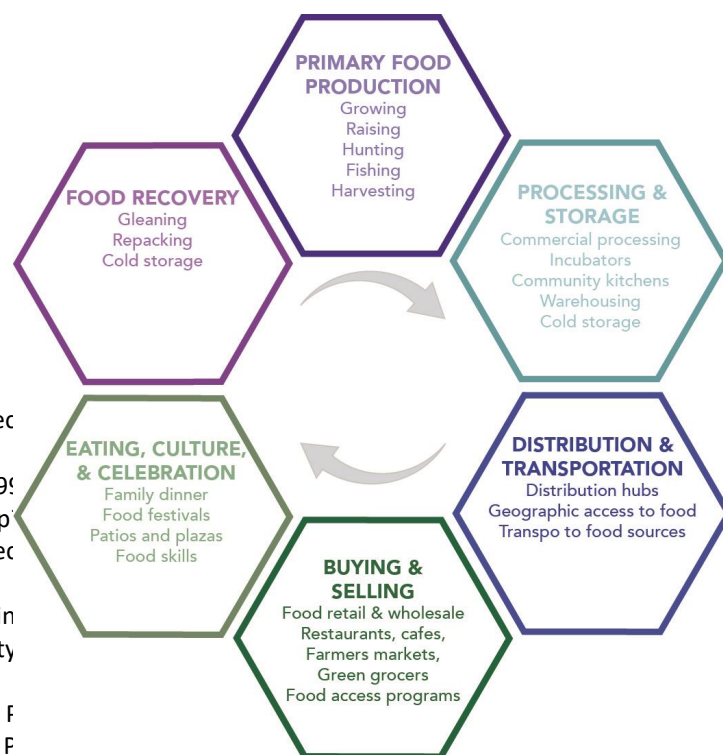 PRIMARY FOOD
PRODUCTION
Growing
Raising
Hunting
Fishing
Harvesting
PROCESSING &
STORAGE
Commercial processing
Incubators
Community kitchens
Warehousing
Cold storage
DISTRIBUTION &
TRANSPORTATION
Distribution hubs
Geographic access to food
Transpo to food sources
BUYING &
SELLING
Food retail & wholesale
Restaurants, cafes,
Farmers markets,
Green grocers
Food access programs
EATING, CULTURE,
& CELEBRATION
Family dinner
Food festivals
Patios and plazas
Food skills
FOOD RECOVERY
Gleaning
Repacking
Cold storage